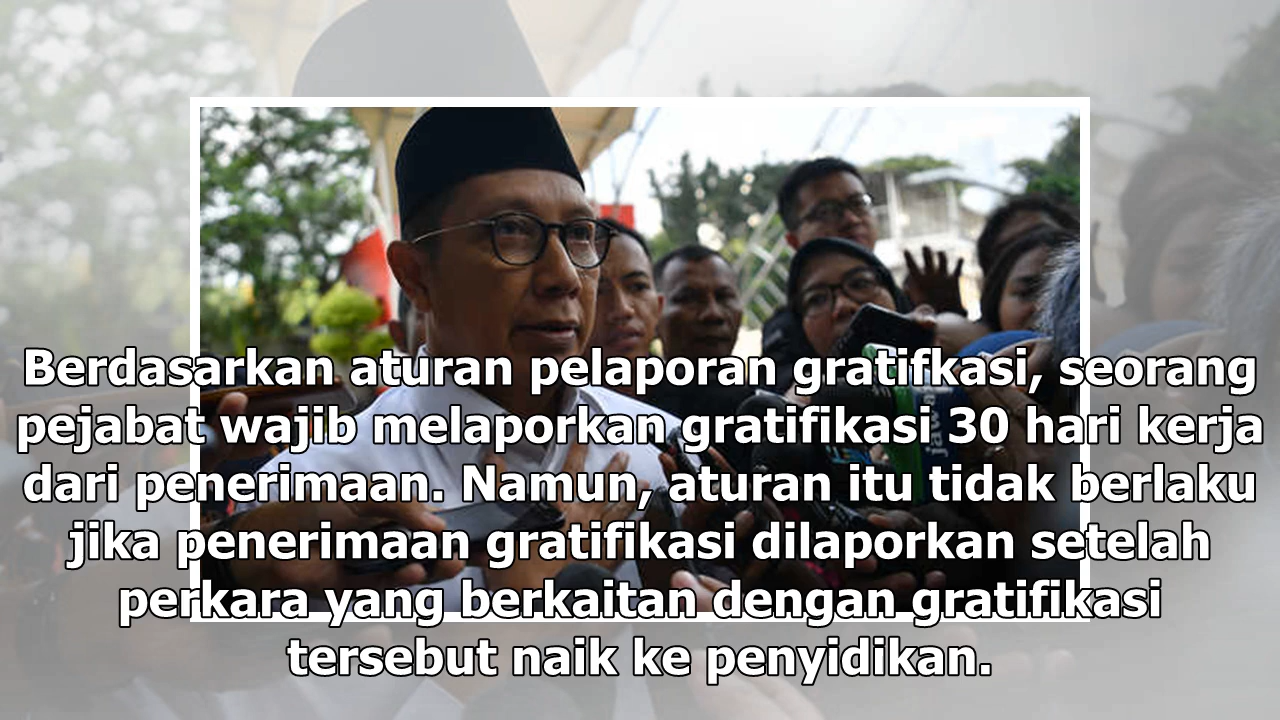 Berdasarkan aturan pelaporan gratifkasi, seorang
pejabat wajib melaporkan gratifikasi 30 hari kerja
dari penerimaan. Namun, aturan itu tidak berlaku
jika penerimaan gratifikasi dilaporkan setelah
perkara yang berkaitan dengan gratifikasi
tersebut naik ke penyidikan.